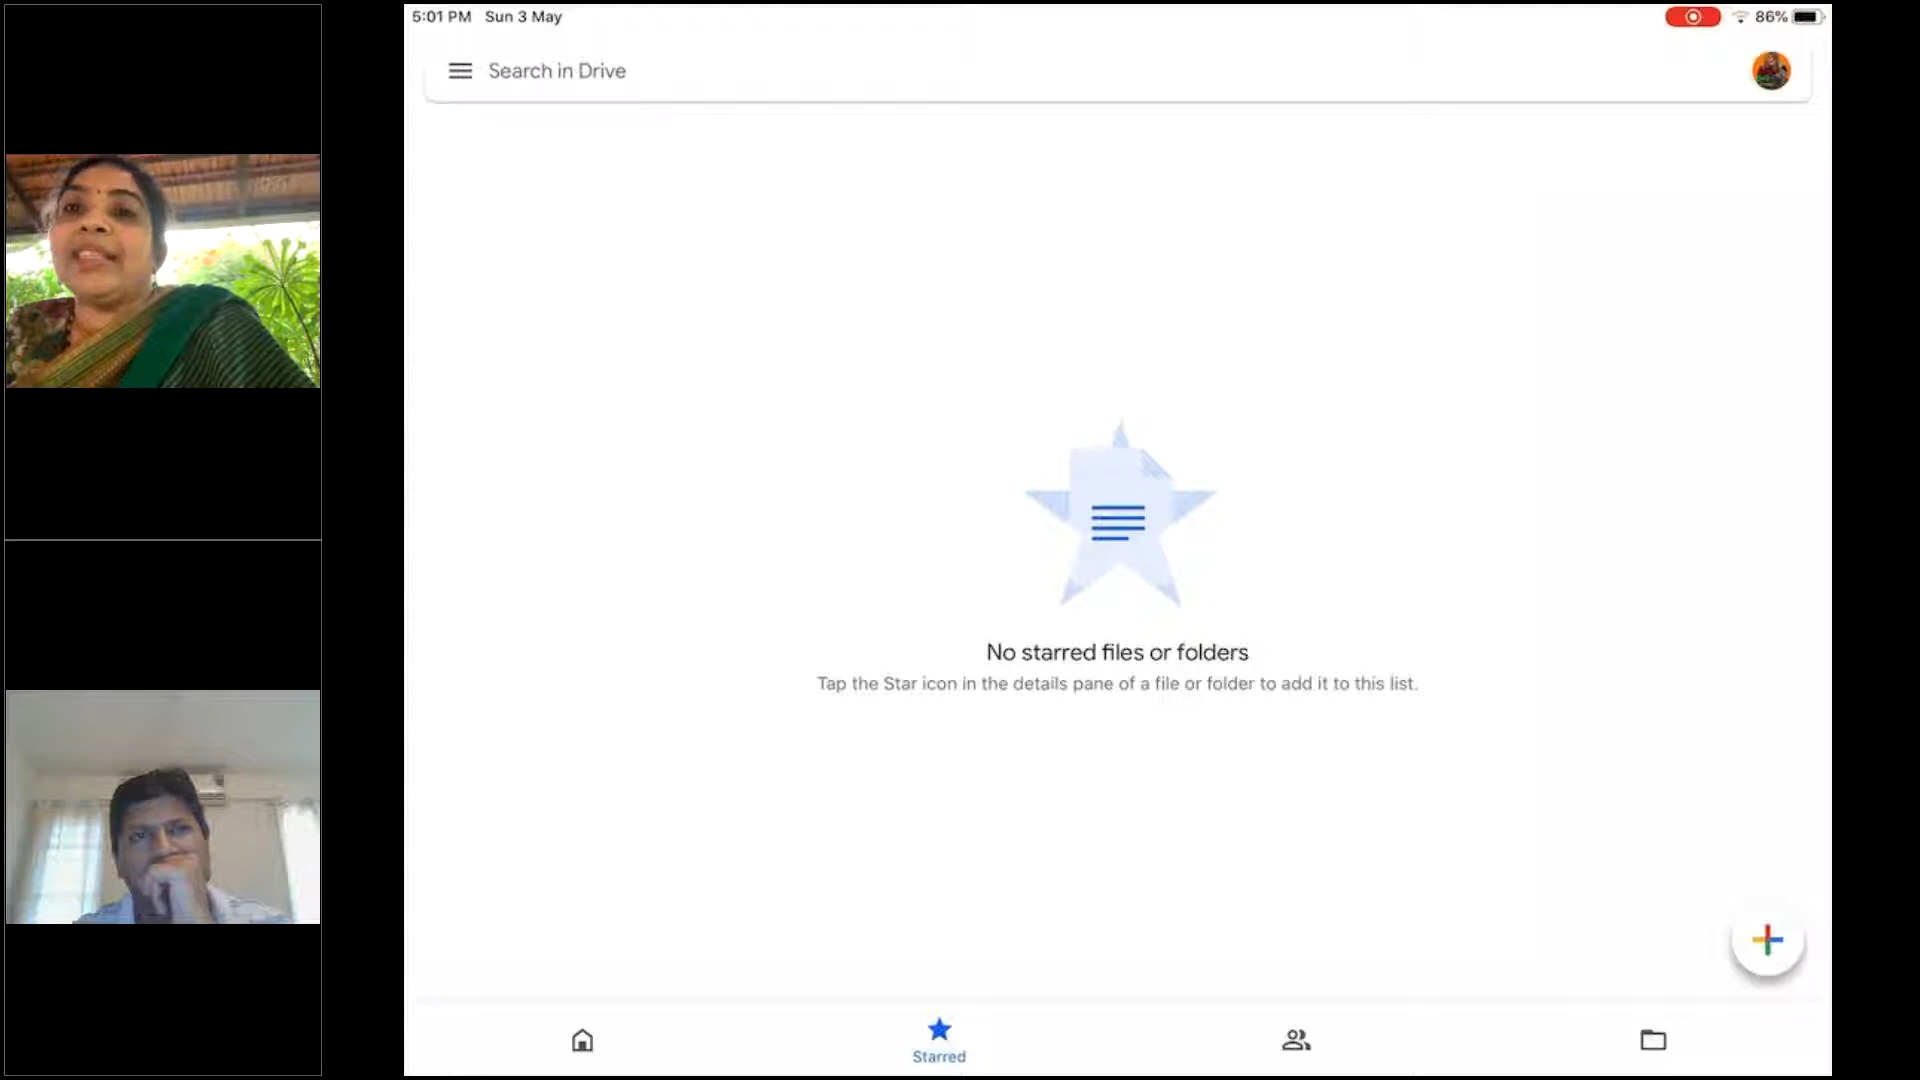 5:01 PM Sun 3 May
86%
Search in Drive
No starred files or folders
Tap the Star icon in the details pane of a file or folder to add it to this list.
Starred